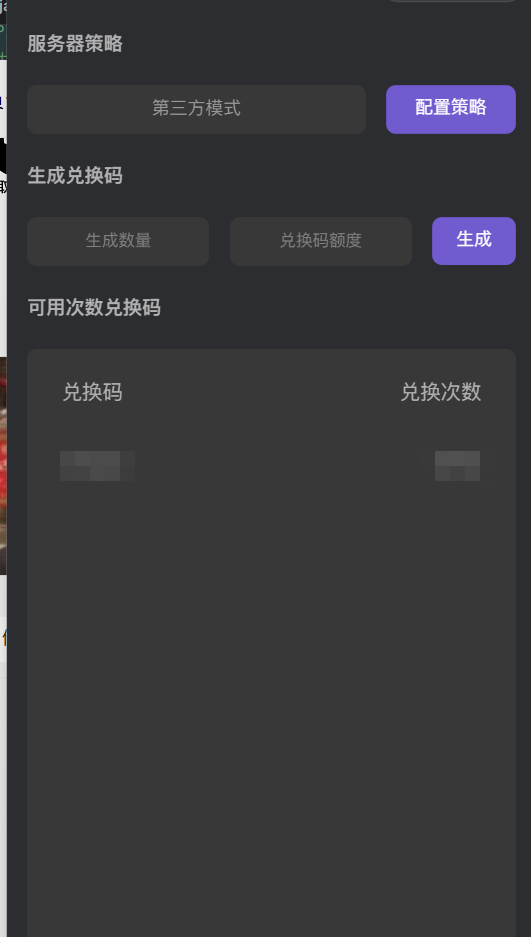 服务器策略
第三方模式
配置策略
生成兑换码
生成数量
兑换码额度
生成
可用次数兑换码
兑换码
兑换次数